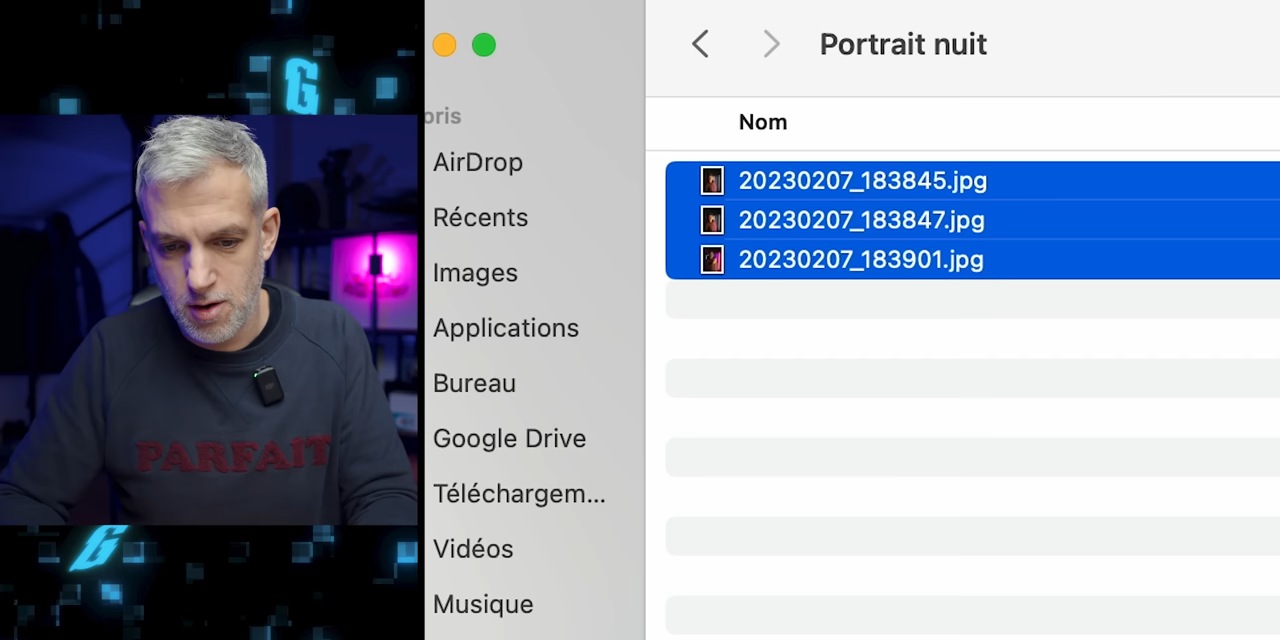 G
PARFAIT
G
oris
AirDrop
Récents
Images
Applications
Bureau
Google Drive
Téléchargem...
Vidéos
Musique
Portrait nuit
Nom
20230207_183845.jpg
20230207_183847.jpg
20230207_183901.jpg